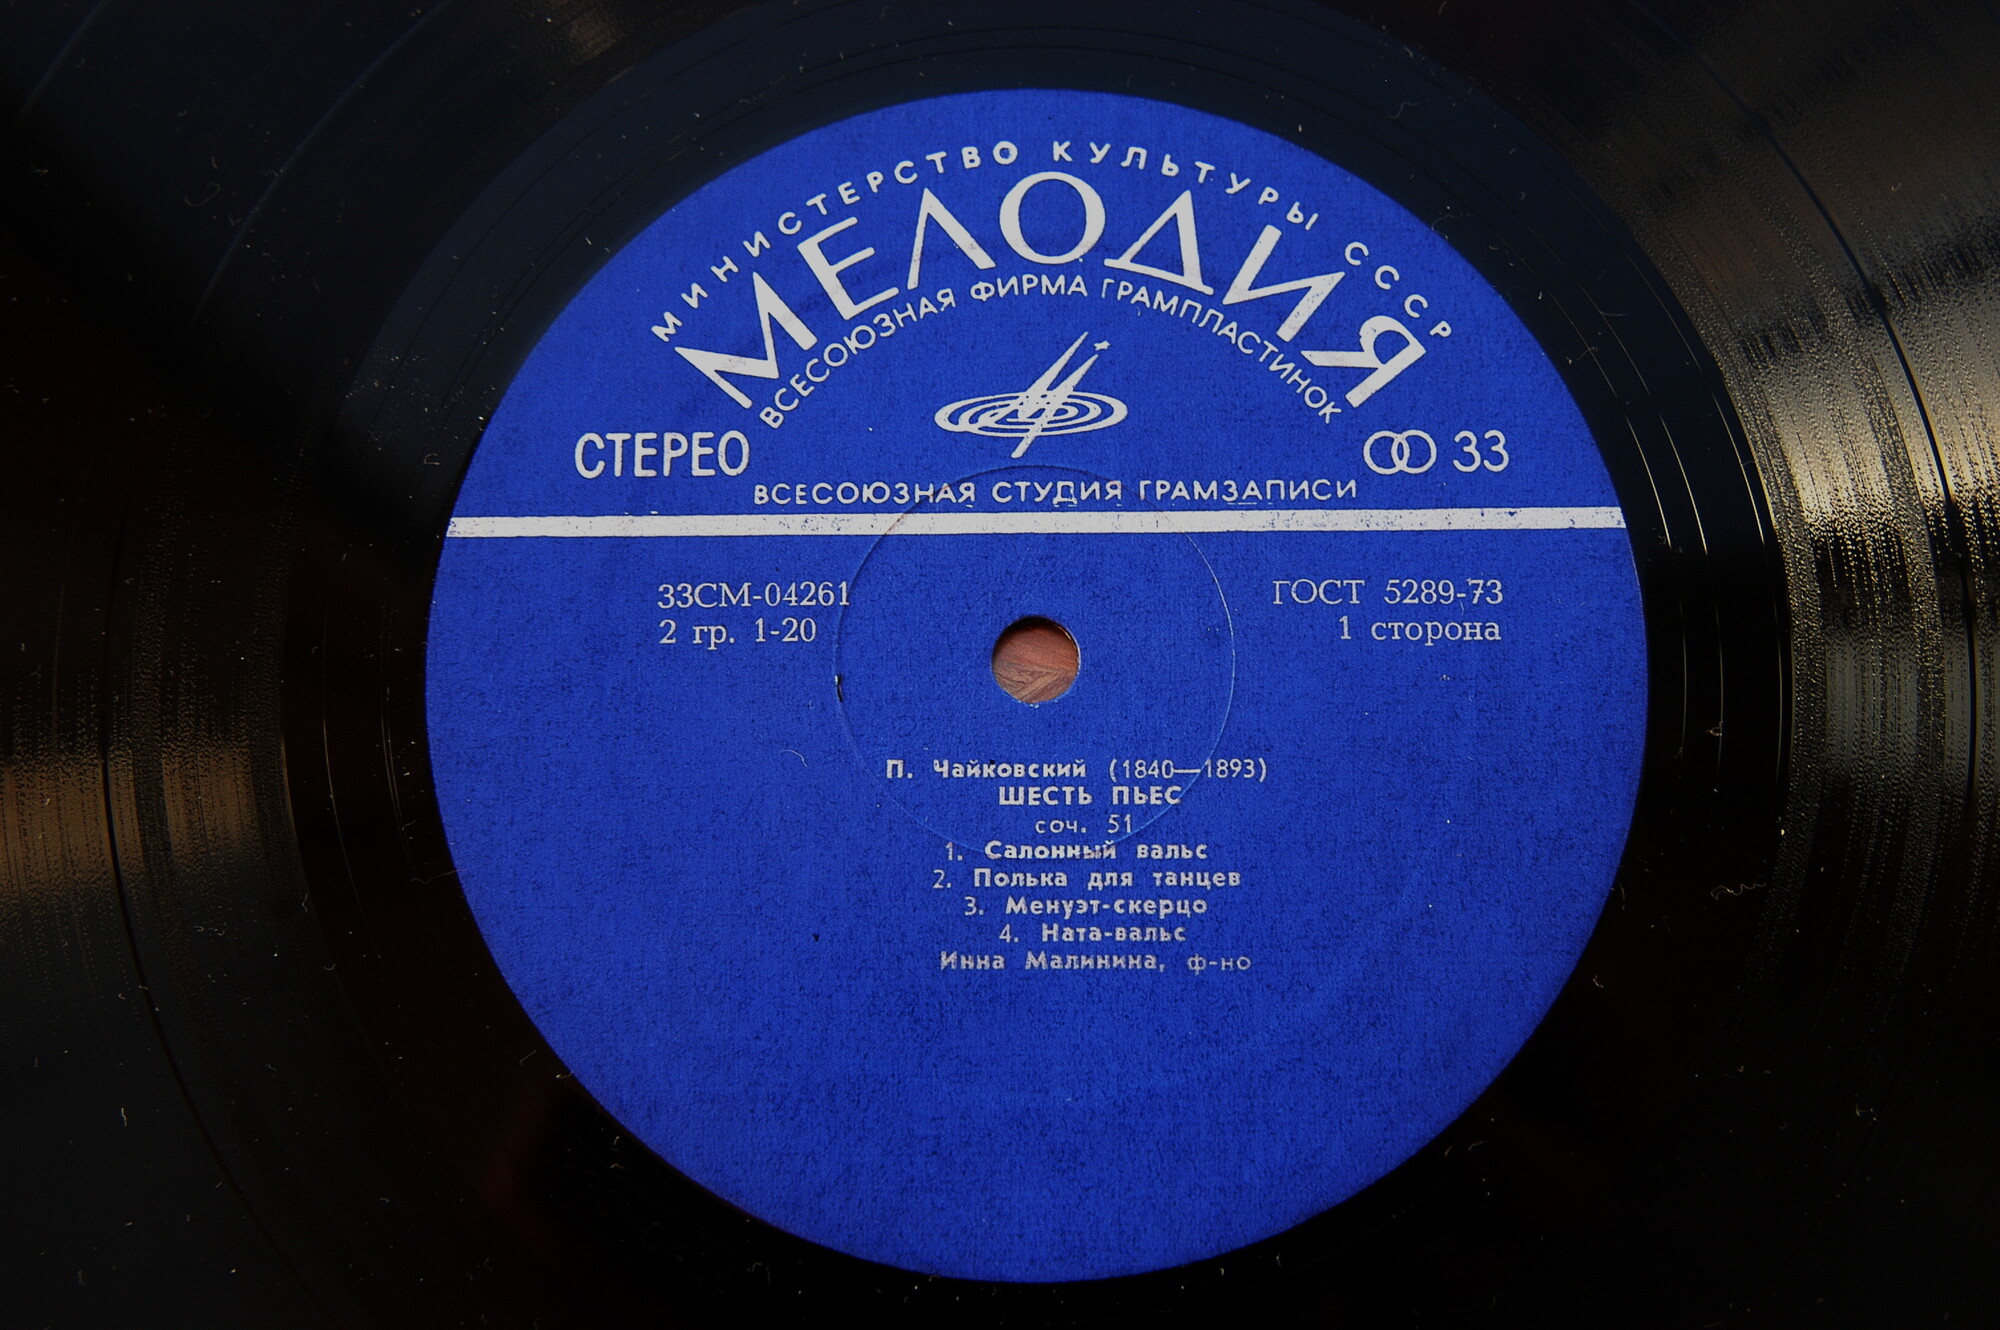 МИНИСТЕРСТВО КУЛЬТУРЫ СССР
МЕЛОДИЯ
ВСЕСОЮЗНАЯ ФИРМА ГРАМПЛАСТИНОК
СТЕРЕО
33
ВСЕСОЮЗНАЯ СТУДИЯ ГРАМЗАПИСИ
33СМ-04261
ГОСТ 5289-73
2 гр. 1-20
1 сторона
П. Чайковский (1840—1893)
ШЕСТЬ ПЬЕС
соч. 51
1. Салонный вальс
2. Полька для танцев
3. Менуэт-скерцо
4. Ната-вальс
Инна Малинина, ф-но